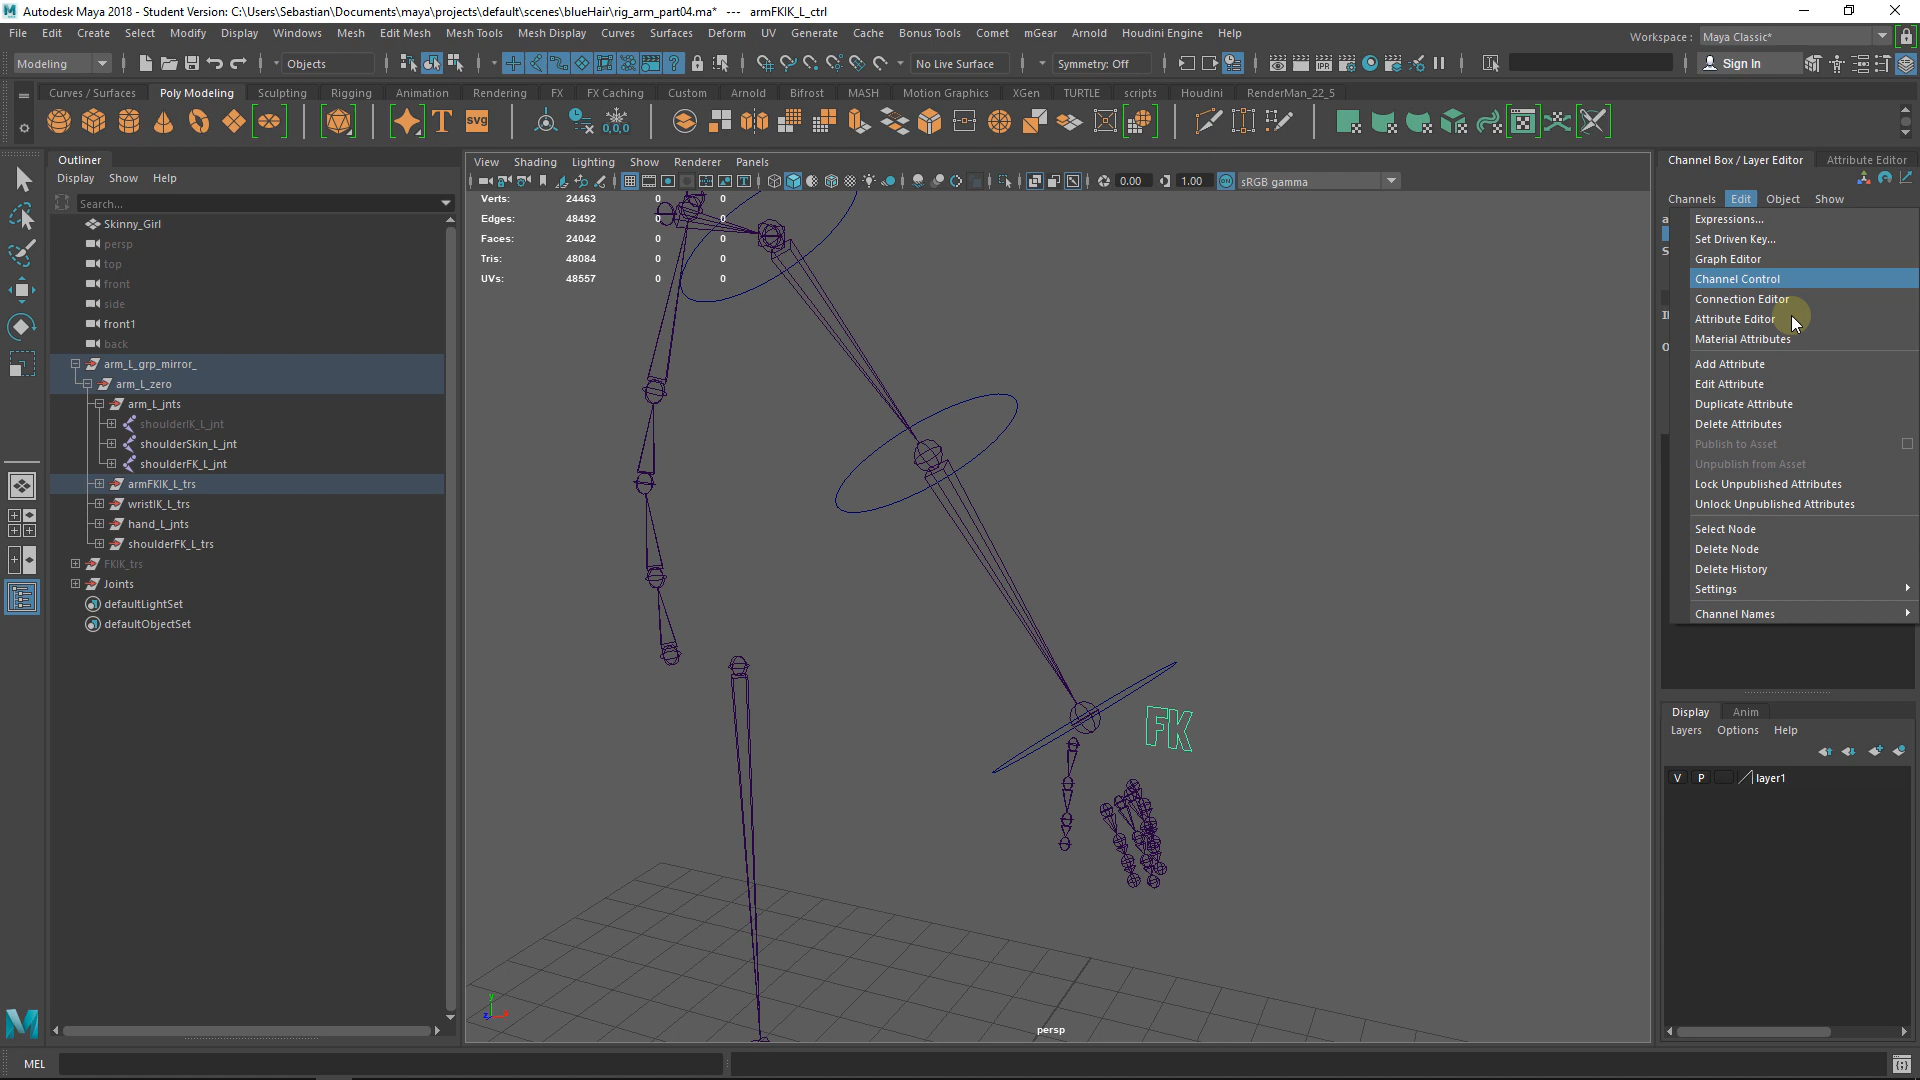 Autodesk Maya 2018 - Student Version: C:\Users\Sebastian\Documents\maya\projects\default\scenes\blueHair\rig_arm_part04.ma* --- armFKIK_L_ctrl
File Edit Create Select Modify Display Windows Mesh Edit Mesh Mesh Tools Mesh Display Curves Surfaces Deform UV Generate Cache Bonus Tools Comet mGear Arnold Houdini Engine Help
Workspace : Maya Classic*
Modeling Objects No Live Surface Symmetry: Off Sign In
Curves / Surfaces Poly Modeling Sculpting Rigging Animation Rendering FX FX Caching Custom Arnold Bifrost MASH Motion Graphics XGen TURTLE scripts Houdini RenderMan_22_5
T svg 0,0,0
Outliner
Display Show Help
Search...
Skinny_Girl
persp
top
front
side
front1
back
arm_L_grp_mirror_
arm_L_zero
arm_L_jnts
shoulderIK_L_jnt
shoulderSkin_L_jnt
shoulderFK_L_jnt
armFKIK_L_trs
wristIK_L_trs
hand_L_jnts
shoulderFK_L_trs
FKIK_trs
Joints
defaultLightSet
defaultObjectSet
View Shading Lighting Show Renderer Panels
0.00 1.00 ON sRGB gamma
Verts: 24463 0 0
Edges: 48492 0 0
Faces: 24042 0 0
Tris: 48084 0 0
UVs: 48557 0 0
FK
y
z
persp
Channel Box / Layer Editor Attribute Editor
Channels Edit Object Show
Expressions...
Set Driven Key...
Graph Editor
Channel Control
Connection Editor
Attribute Editor
Material Attributes
Add Attribute
Edit Attribute
Duplicate Attribute
Delete Attributes
Publish to Asset
Unpublish from Asset
Lock Unpublished Attributes
Unlock Unpublished Attributes
Select Node
Delete Node
Delete History
Settings
Channel Names
Display Anim
Layers Options Help
V P layer1
MEL